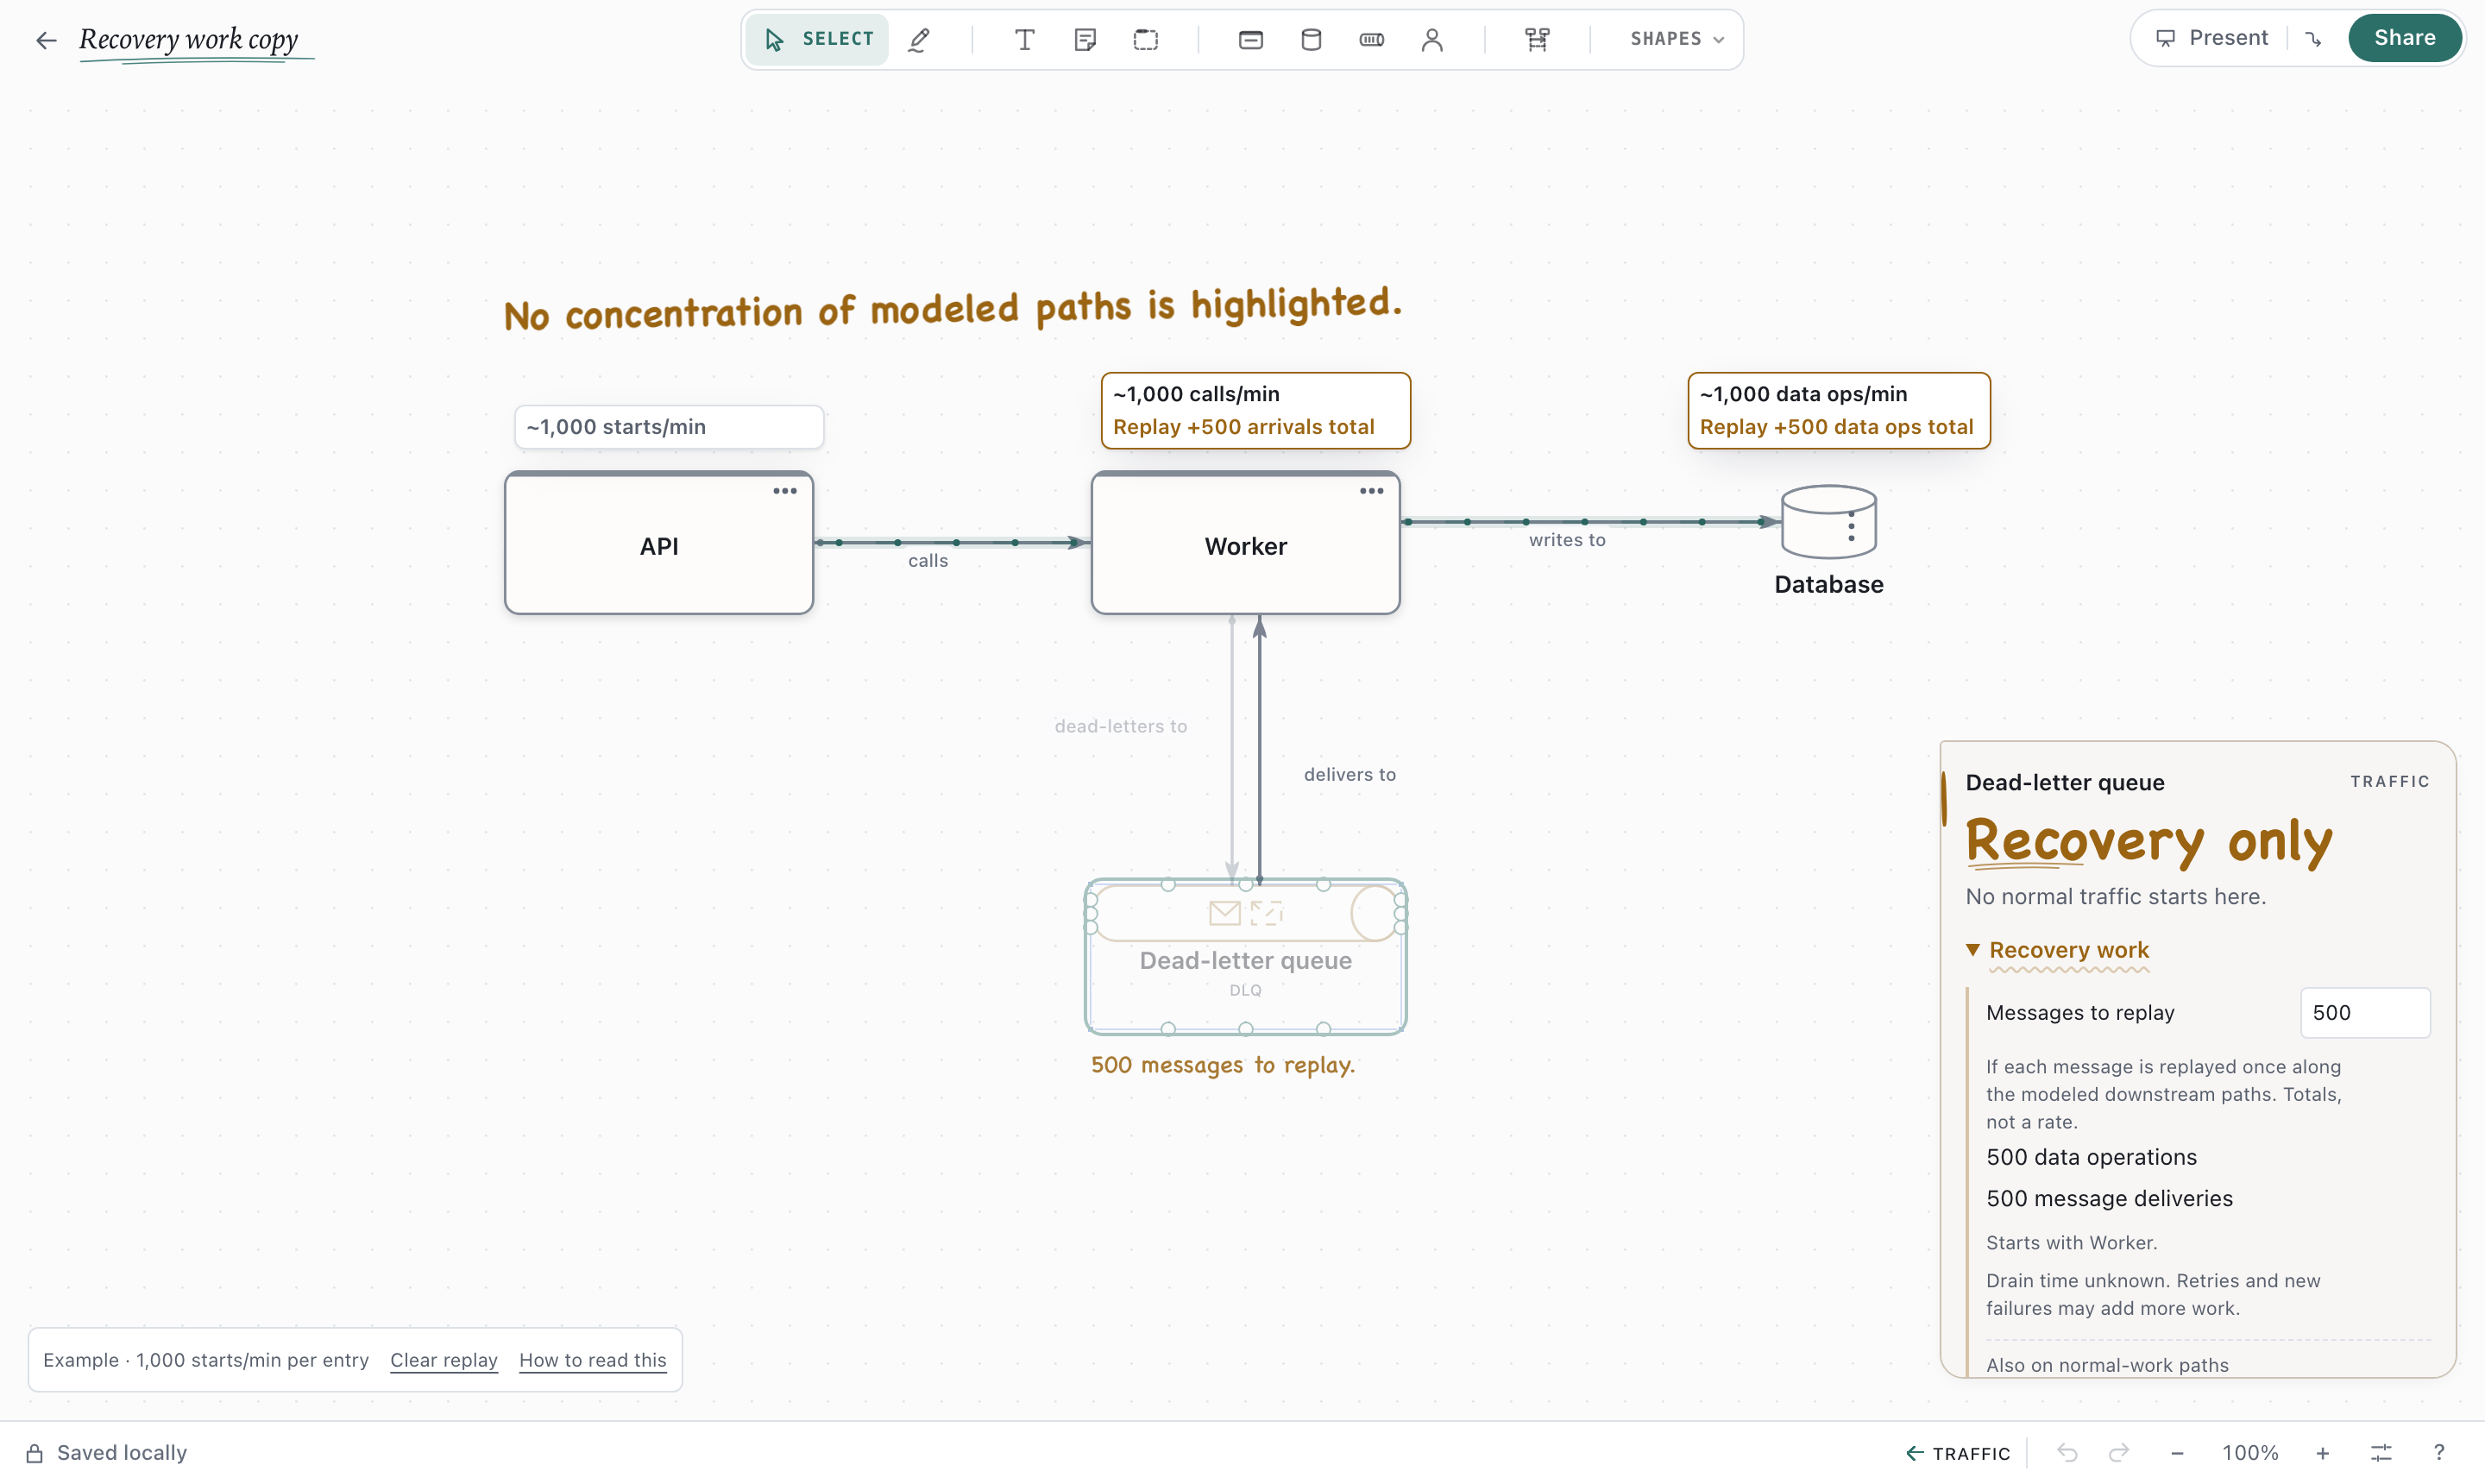 Recovery work copy
SELECT
SHAPES
Present
Share
No concentration of modeled paths is highlighted.
~1,000 starts/min
~1,000 calls/min
Replay +500 arrivals total
~1,000 data ops/min
Replay +500 data ops total
API
calls
Worker
writes to
Database
dead-letters to
delivers to
Dead-letter queue
DLQ
500 messages to replay.
Dead-letter queue
TRAFFIC
Recovery only
No normal traffic starts here.
Recovery work
Messages to replay
500
If each message is replayed once along
the modeled downstream paths. Totals,
not a rate.
500 data operations
500 message deliveries
Starts with Worker.
Drain time unknown. Retries and new
failures may add more work.
Also on normal-work paths
Example · 1,000 starts/min per entry
Clear replay
How to read this
Saved locally
TRAFFIC
100%
?